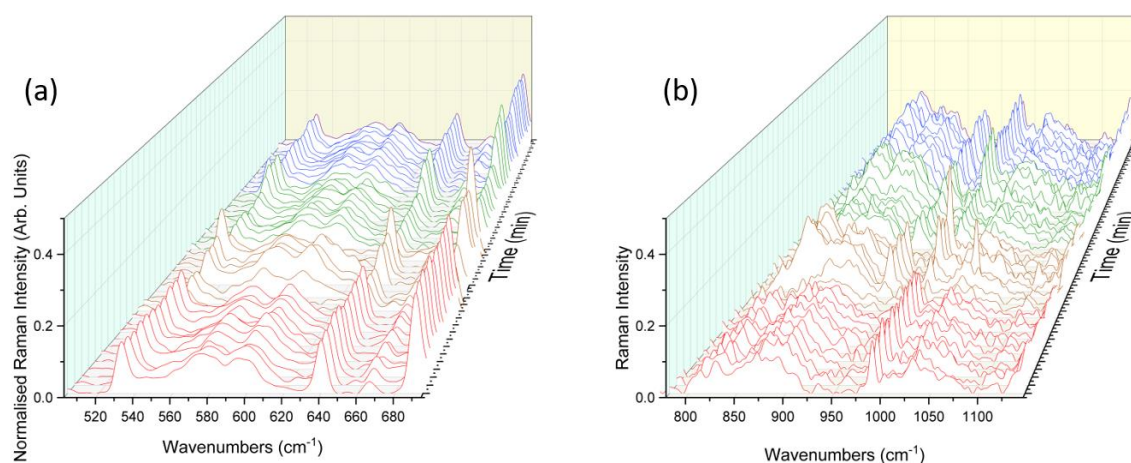 (a)
Normalised Raman Intensity (Arb. Units)
0.4
0.2
0.0
520 540 560 580 600 620 640 660 680
Wavenumbers (cm⁻¹)
Time (min)
(b)
Raman Intensity
0.4
0.2
0.0
800 850 900 950 1000 1050 1100
Wavenumbers (cm⁻¹)
Time (min)